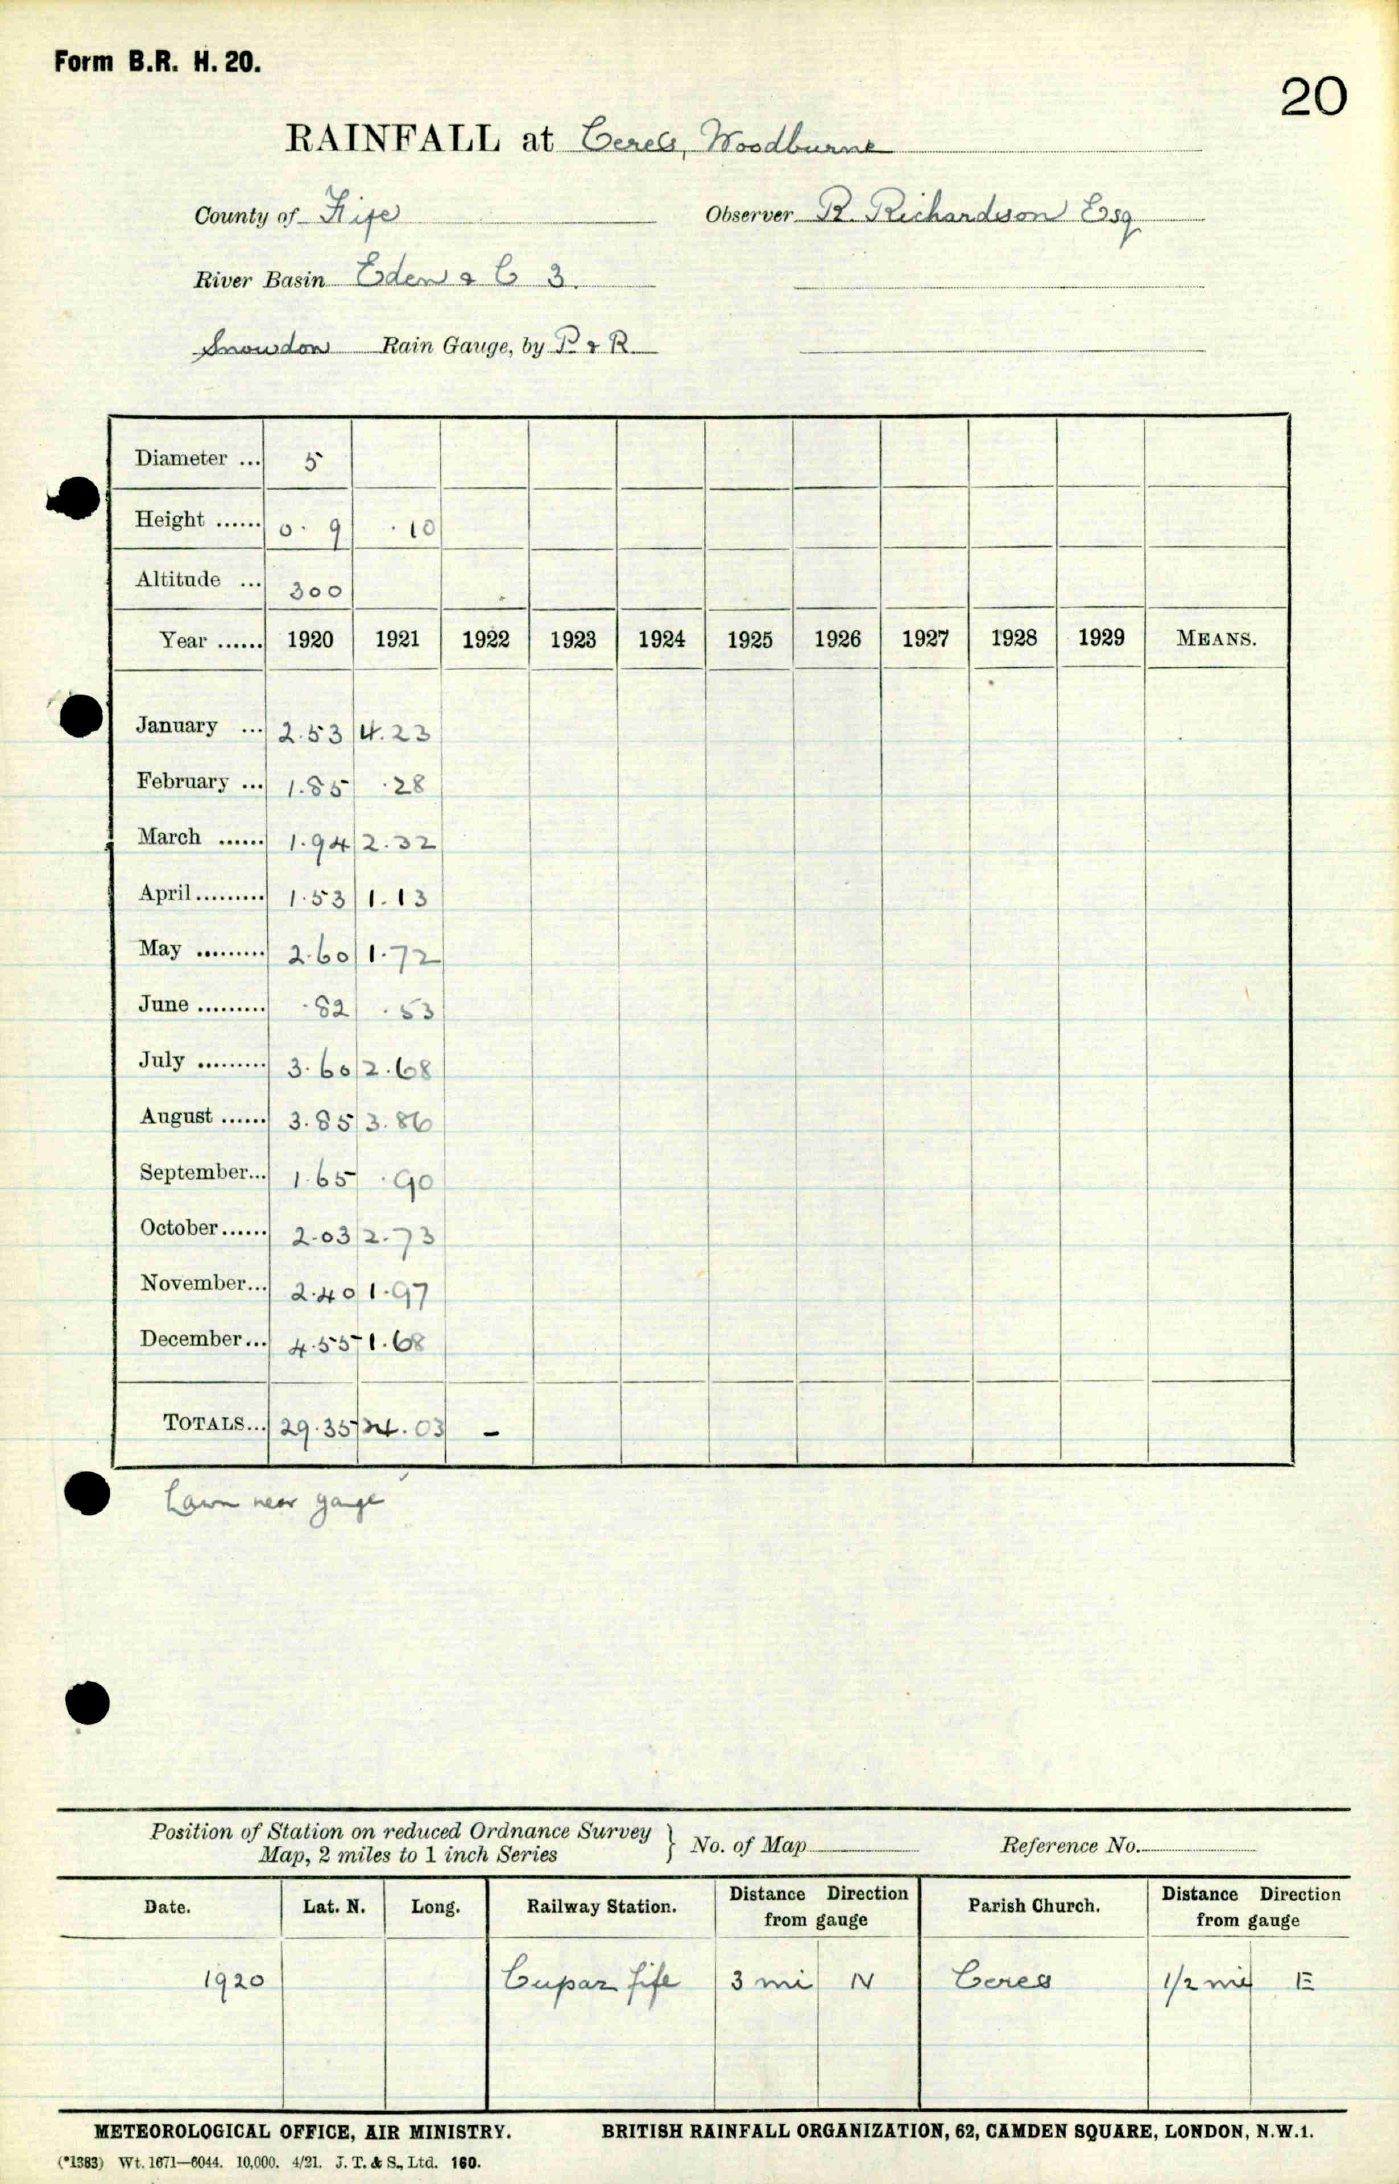 Form B.R. H. 20.
20
RAINFALL at Ceres, Woodburne
County of Fife Observer R. Richardson Esq
River Basin Eden & C 3.
Snowdon Rain Gauge, by P. & R.
Diameter ... 5
Height ...... 0. 9 .10
Altitude ... 300
Year ...... 1920 1921 1922 1923 1924 1925 1926 1927 1928 1929 MEANS.
January ... 2.53 4.23
February ... 1.85 .28
March ...... 1.94 2.32
April ......... 1.53 1.13
May ......... 2.60 1.72
June ......... .82 .53
July ......... 3.60 2.68
August ...... 3.85 3.86
September... 1.65 .90
October ...... 2.03 2.73
November... 2.40 1.97
December... 4.55 1.68
TOTALS... 29.35 24.03 -
Lawn near gauge
Position of Station on reduced Ordnance Survey
Map, 2 miles to 1 inch Series } No. of Map Reference No.
Date. Lat. N. Long. Railway Station. Distance Direction from gauge Parish Church. Distance Direction from gauge
1920 Cupar fife 3 mi N Ceres 1/2 mi E
METEOROLOGICAL OFFICE, AIR MINISTRY. BRITISH RAINFALL ORGANIZATION, 62, CAMDEN SQUARE, LONDON, N.W.1.
(*1383) Wt. 1671—6044. 10,000. 4/21. J. T. & S., Ltd. 160.